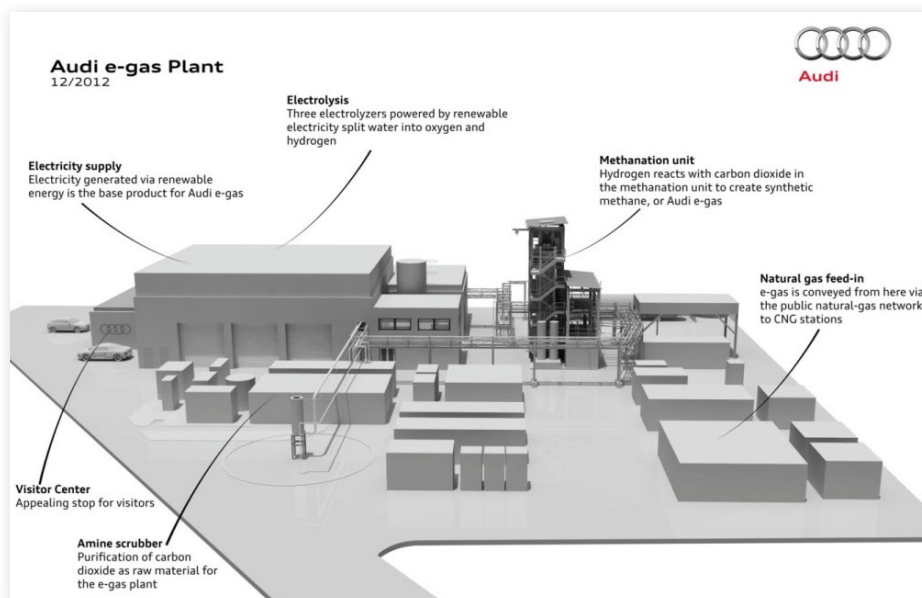 Audi e-gas Plant
12/2012
Audi
Electrolysis
Three electrolyzers powered by renewable
electricity split water into oxygen and
hydrogen
Electricity supply
Electricity generated via renewable
energy is the base product for Audi e-gas
Methanation unit
Hydrogen reacts with carbon dioxide in
the methanation unit to create synthetic
methane, or Audi e-gas
Natural gas feed-in
e-gas is conveyed from here via
the public natural-gas network
to CNG stations
Visitor Center
Appealing stop for visitors
Amine scrubber
Purification of carbon
dioxide as raw material for
the e-gas plant